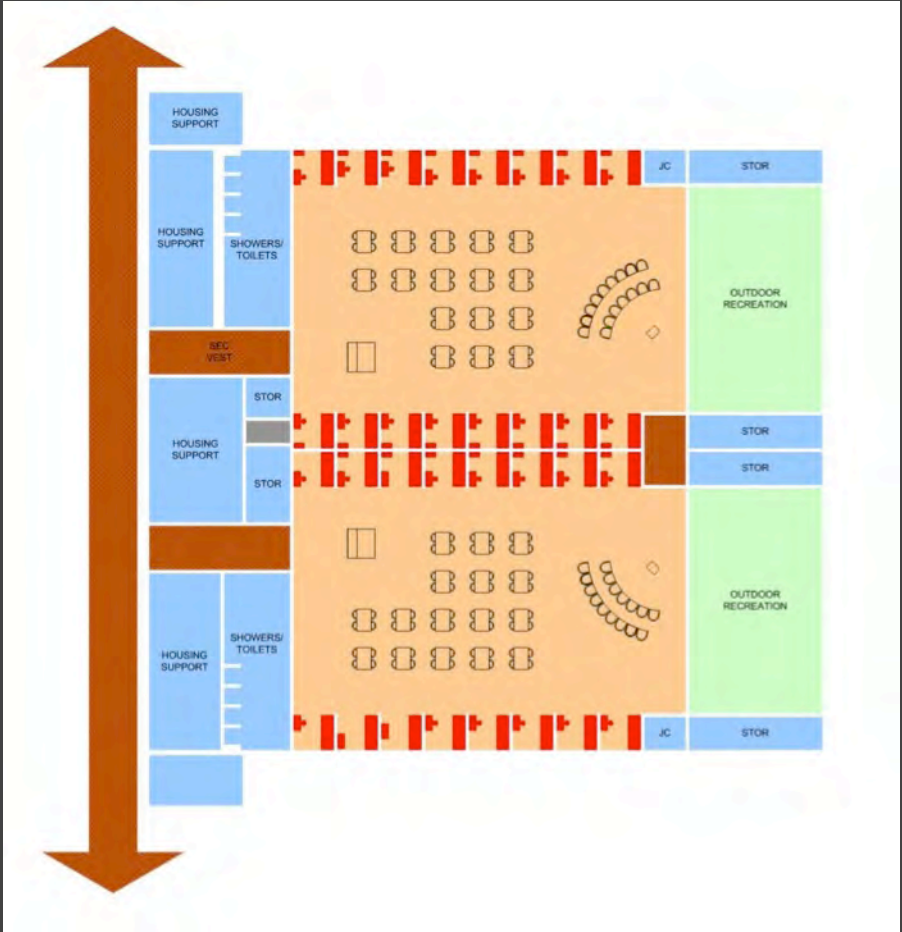 HOUSING
SUPPORT
JC
STOR
HOUSING
SUPPORT
SHOWERS/
TOILETS
OUTDOOR
RECREATION
SEC
VEST
STOR
HOUSING
SUPPORT
STOR
STOR
STOR
STOR
OUTDOOR
RECREATION
HOUSING
SUPPORT
SHOWERS/
TOILETS
JC
STOR